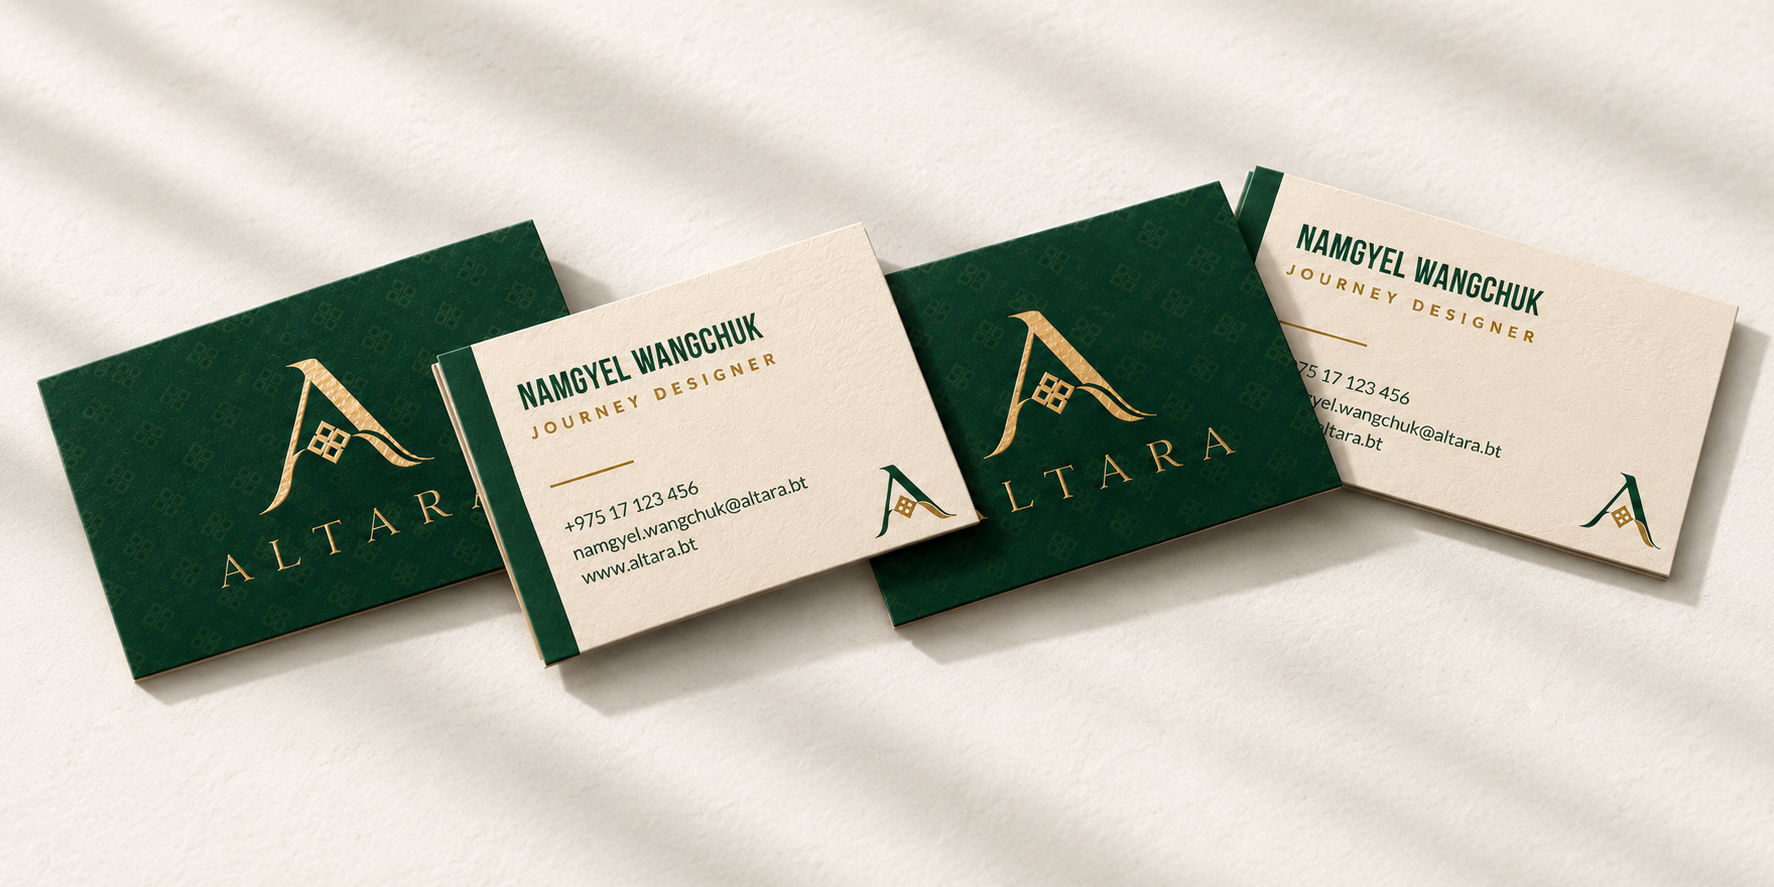 ALTARA
NAMGYEL WANGCHUK
JOURNEY DESIGNER
+975 17 123 456
namgyel.wangchuk@altara.bt
www.altara.bt
ALTARA
NAMGYEL WANGCHUK
JOURNEY DESIGNER
75 17 123 456
gyel.wangchuk@altara.bt
altara.bt